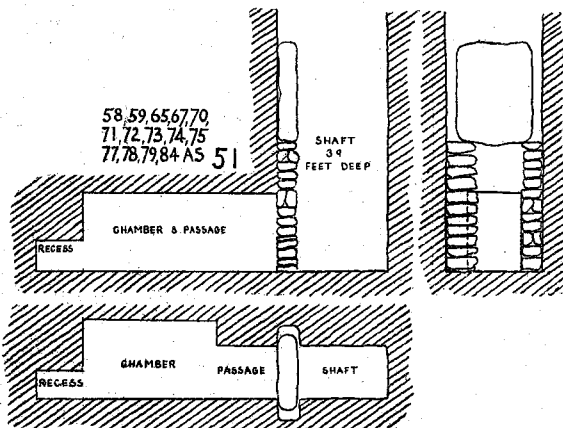 58,59,65,67,70,
71,72,73,74,75
77,78,79,84 AS 51
SHAFT
39
FEET DEEP
CHAMBER & PASSAGE
RECESS
CHAMBER
PASSAGE
SHAFT
RECESS